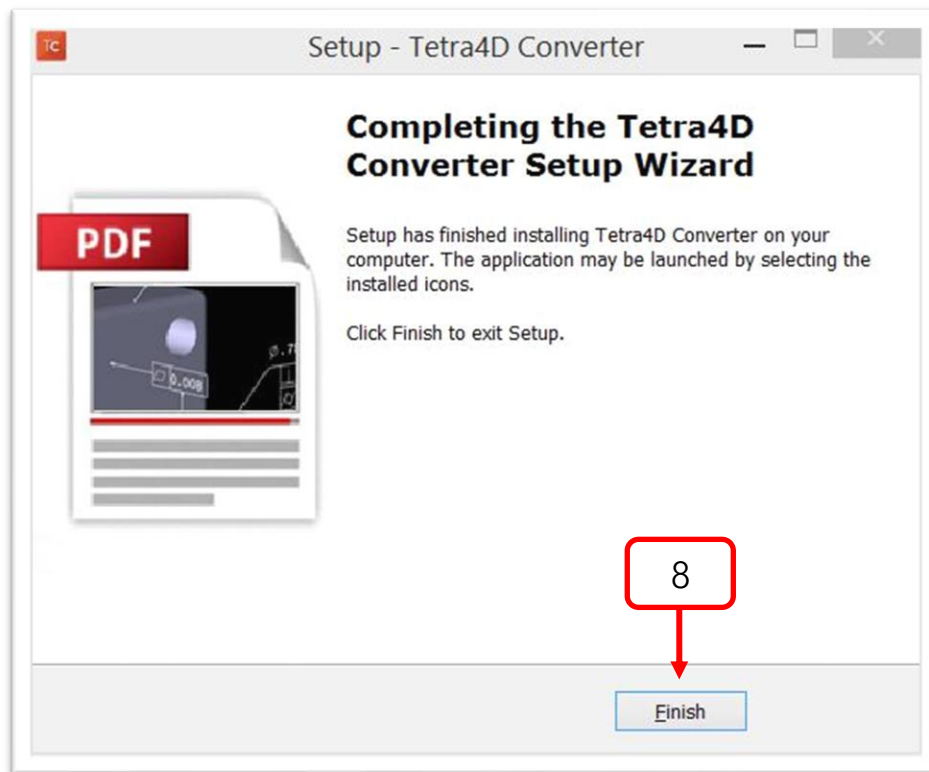 TC
Setup - Tetra4D Converter
Completing the Tetra4D
Converter Setup Wizard
PDF
Setup has finished installing Tetra4D Converter on your
computer. The application may be launched by selecting the
installed icons.
Click Finish to exit Setup.
0.008
8
Finish